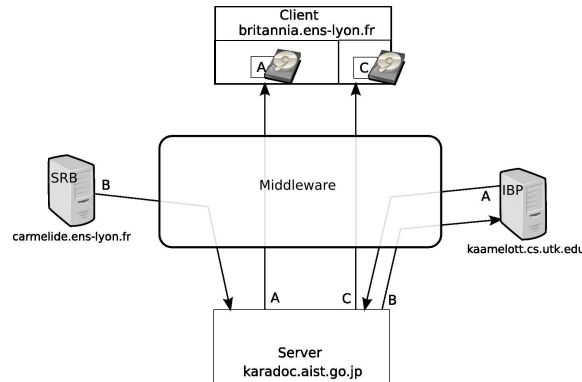 Client
britannia.ens-lyon.fr
A
C
SRB
B
carmelide.ens-lyon.fr
Middleware
IBP
A
kaamelott.cs.utk.edu
A
C
B
Server
karadoc.aist.go.jp